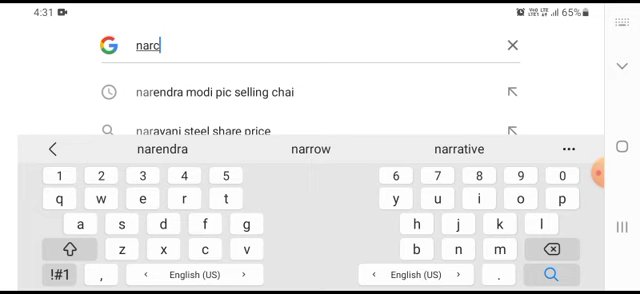 4:31 65%
narc
narendra modi pic selling chai
narayani steel share price
narendra narrow narrative
1 2 3 4 5 6 7 8 9 0
q w e r t y u i o p
a s d f g h j k l
z x c v b n m
!#1 , English (US) English (US) .